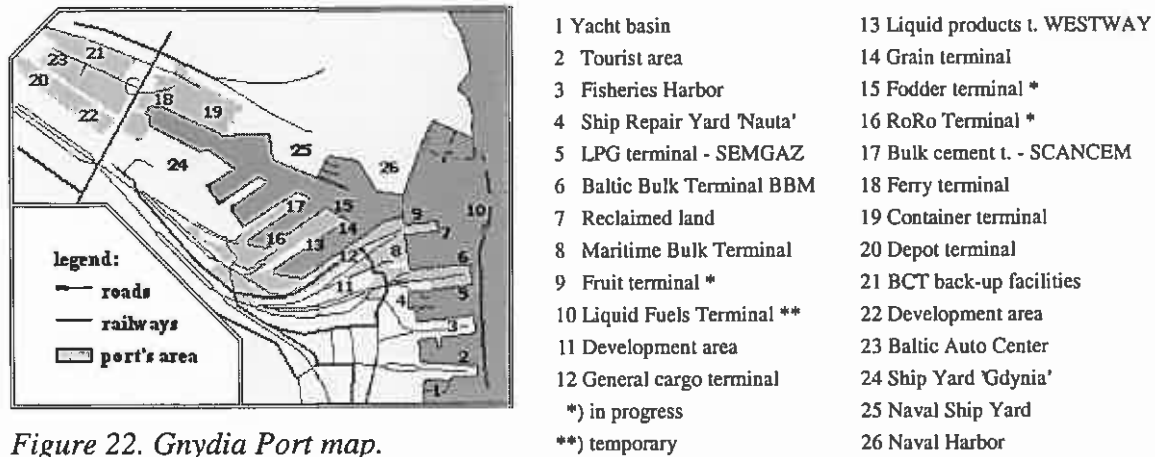 21
23
20
18
19
22
24
25
26
17
15
14
16
13
12
9
7
10
8
6
11
5
4
3
2
1
legend:
roads
railways
port's area
Figure 22. Gnydia Port map.
1 Yacht basin
2 Tourist area
3 Fisheries Harbor
4 Ship Repair Yard 'Nauta'
5 LPG terminal - SEMGAZ
6 Baltic Bulk Terminal BBM
7 Reclaimed land
8 Maritime Bulk Terminal
9 Fruit terminal *
10 Liquid Fuels Terminal **
11 Development area
12 General cargo terminal
*) in progress
**) temporary
13 Liquid products t. WESTWAY
14 Grain terminal
15 Fodder terminal *
16 RoRo Terminal *
17 Bulk cement t. - SCANCEM
18 Ferry terminal
19 Container terminal
20 Depot terminal
21 BCT back-up facilities
22 Development area
23 Baltic Auto Center
24 Ship Yard 'Gdynia'
25 Naval Ship Yard
26 Naval Harbor